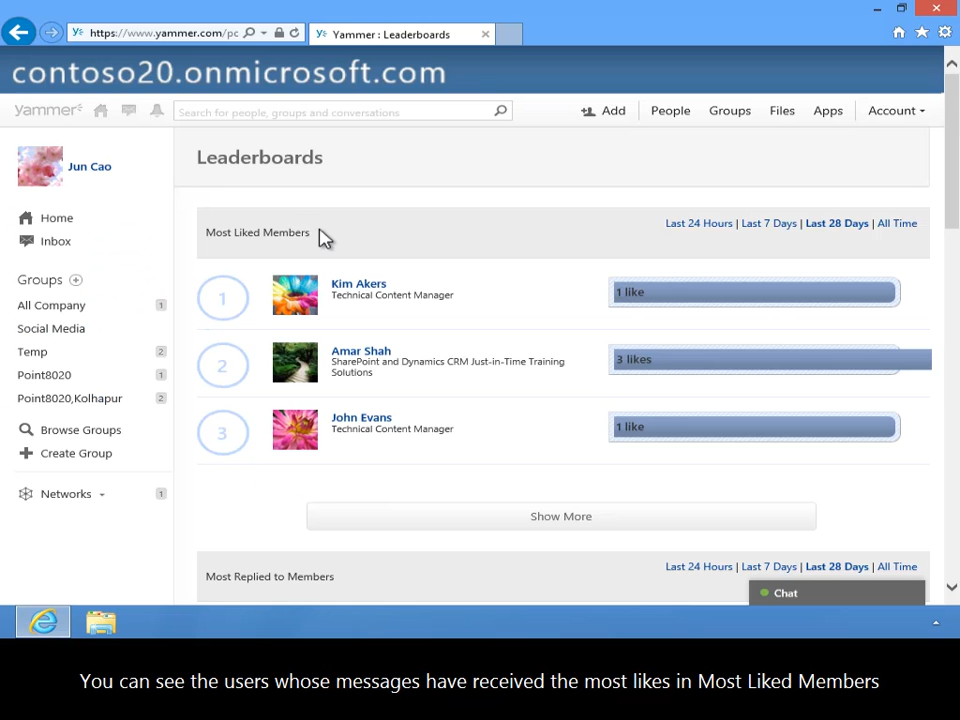 https://www.yammer.com/pc
Yammer : Leaderboards
contoso20.onmicrosoft.com
yammer
Search for people, groups and conversations
Add
People
Groups
Files
Apps
Account
Jun Cao
Leaderboards
Home
Inbox
Most Liked Members
Last 24 Hours | Last 7 Days | Last 28 Days | All Time
Groups
All Company 1
Social Media
Temp 2
Point8020 1
Point8020,Kolhapur 2
Browse Groups
Create Group
Networks 1
1
Kim Akers
Technical Content Manager
1 like
2
Amar Shah
SharePoint and Dynamics CRM Just-in-Time Training
Solutions
3 likes
3
John Evans
Technical Content Manager
1 like
Show More
Most Replied to Members
Last 24 Hours | Last 7 Days | Last 28 Days | All Time
Chat
You can see the users whose messages have received the most likes in Most Liked Members